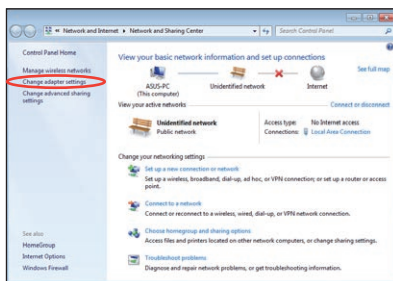 Network and Internet ▸ Network and Sharing Center
Search Control Panel
Control Panel Home
Manage wireless networks
Change adapter settings
Change advanced sharing
settings
See also
HomeGroup
Internet Options
Windows Firewall
View your basic network information and set up connections
See full map
ASUS-PC
(This computer)
Unidentified network
Internet
View your active networks
Connect or disconnect
Unidentified network
Public network
Access type: No Internet access
Connections: Local Area Connection
Change your networking settings
Set up a new connection or network
Set up a wireless, broadband, dial-up, ad hoc, or VPN connection; or set up a router or access
point.
Connect to a network
Connect or reconnect to a wireless, wired, dial-up, or VPN network connection.
Choose homegroup and sharing options
Access files and printers located on other network computers, or change sharing settings.
Troubleshoot problems
Diagnose and repair network problems, or get troubleshooting information.